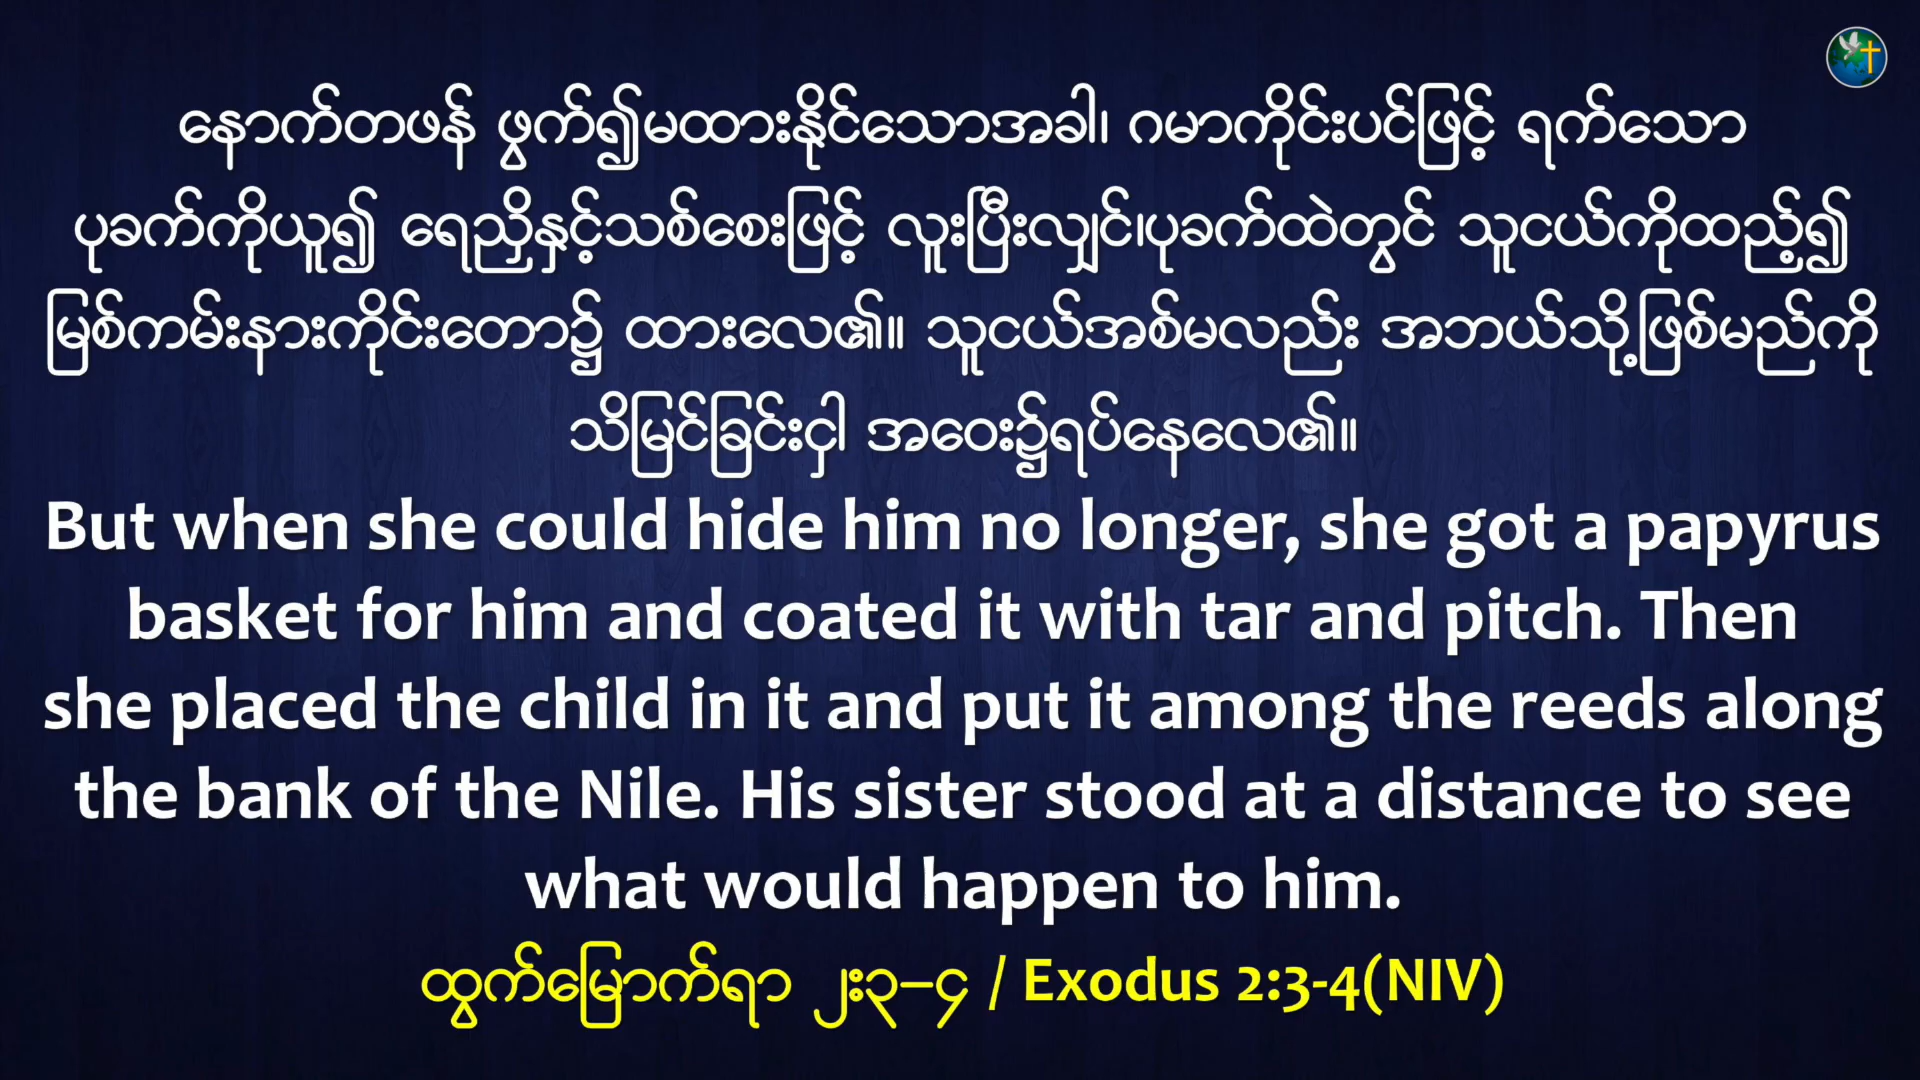 နောက်တဖန် ဖွက်၍မထားနိုင်သောအခါ၊ ဂမာကိုင်းပင်ဖြင့် ရက်သော
ပုခက်ကိုယူ၍ ရေညှိနှင့်သစ်စေးဖြင့် လူးပြီးလျှင်၊ပုခက်ထဲတွင် သူငယ်ကိုထည့်၍
မြစ်ကမ်းနားကိုင်းတော၌ ထားလေ၏။ သူငယ်အစ်မလည်း အဘယ်သို့ဖြစ်မည်ကို
သိမြင်ခြင်းငှါ အဝေး၌ရပ်နေလေ၏။
But when she could hide him no longer, she got a papyrus
basket for him and coated it with tar and pitch. Then
she placed the child in it and put it among the reeds along
the bank of the Nile. His sister stood at a distance to see
what would happen to him.
ထွက်မြောက်ရာ ၂း၃–၄ / Exodus 2:3-4(NIV)